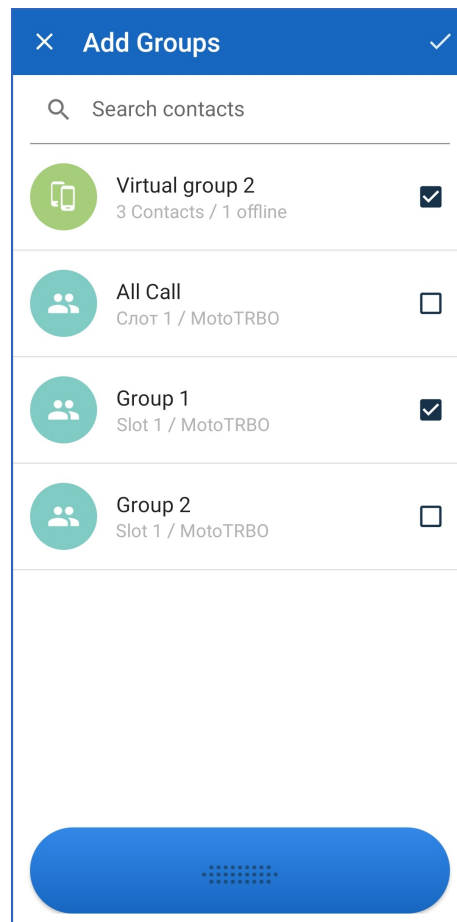 Add Groups
Search contacts
Virtual group 2
3 Contacts / 1 offline
All Call
Слот 1 / MotoTRBO
Group 1
Slot 1 / MotoTRBO
Group 2
Slot 1 / MotoTRBO